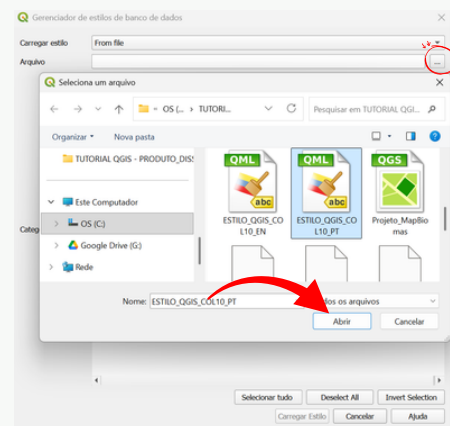 Gerenciador de estilos de banco de dados
Carregar estilo
From file
Arquivo
...
Seleciona um arquivo
OS (... › TUTORI...
Pesquisar em TUTORIAL QGI...
Organizar
Nova pasta
TUTORIAL QGIS - PRODUTO_DIS
Este Computador
OS (C:)
Google Drive (G:)
Rede
QML
abc
ESTILO_QGIS_CO
L10_EN
QML
abc
ESTILO_QGIS_CO
L10_PT
QGS
Projeto_MapBio
mas
Categ
Nome:
ESTILO_QGIS_COL10_PT
dos os arquivos
Abrir
Cancelar
Selecionar tudo
Deselect All
Invert Selection
Carregar Estilo
Cancelar
Ajuda